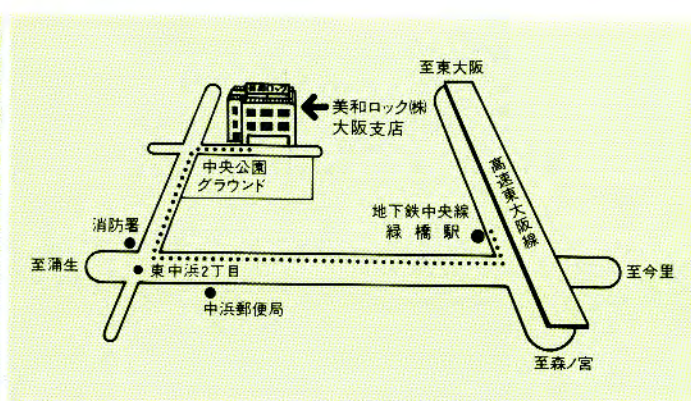 至東大阪
美和ロック㈱
大阪支店
中央公園
グラウンド
高速東大阪線
地下鉄中央線
緑橋駅
消防署
至蒲生
東中浜2丁目
至今里
中浜郵便局
至森ノ宮